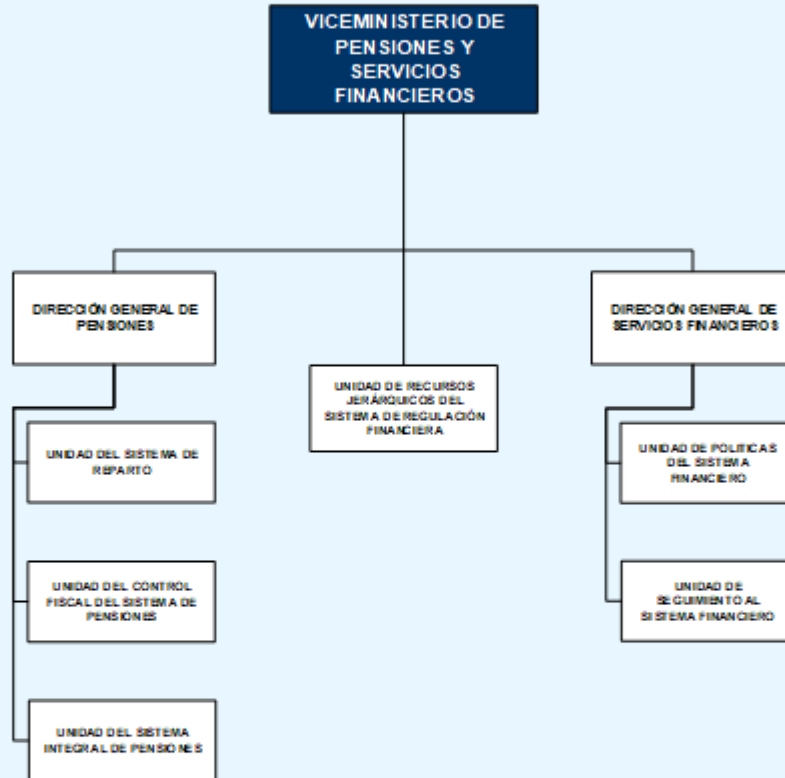 VICEMINISTERIO DE
PENSIONES Y
SERVICIOS
FINANCIEROS
DIRECCIÓN GENERAL DE
PENSIONES
DIRECCIÓN GENERAL DE
SERVICIOS FINANCIEROS
UNIDAD DE RECURSOS
JERÁRQUICOS DEL
SISTEMA DE REGULACIÓN
FINANCIERA
UNIDAD DEL SISTEMA DE
REPARTO
UNIDAD DE POLITICAS
DEL SISTEMA
FINANCIERO
UNIDAD DEL CONTROL
FISCAL DEL SISTEMA DE
PENSIONES
UNIDAD DE
SEGUIMIENTO AL
SISTEMA FINANCIERO
UNIDAD DEL SISTEMA
INTEGRAL DE PENSIONES